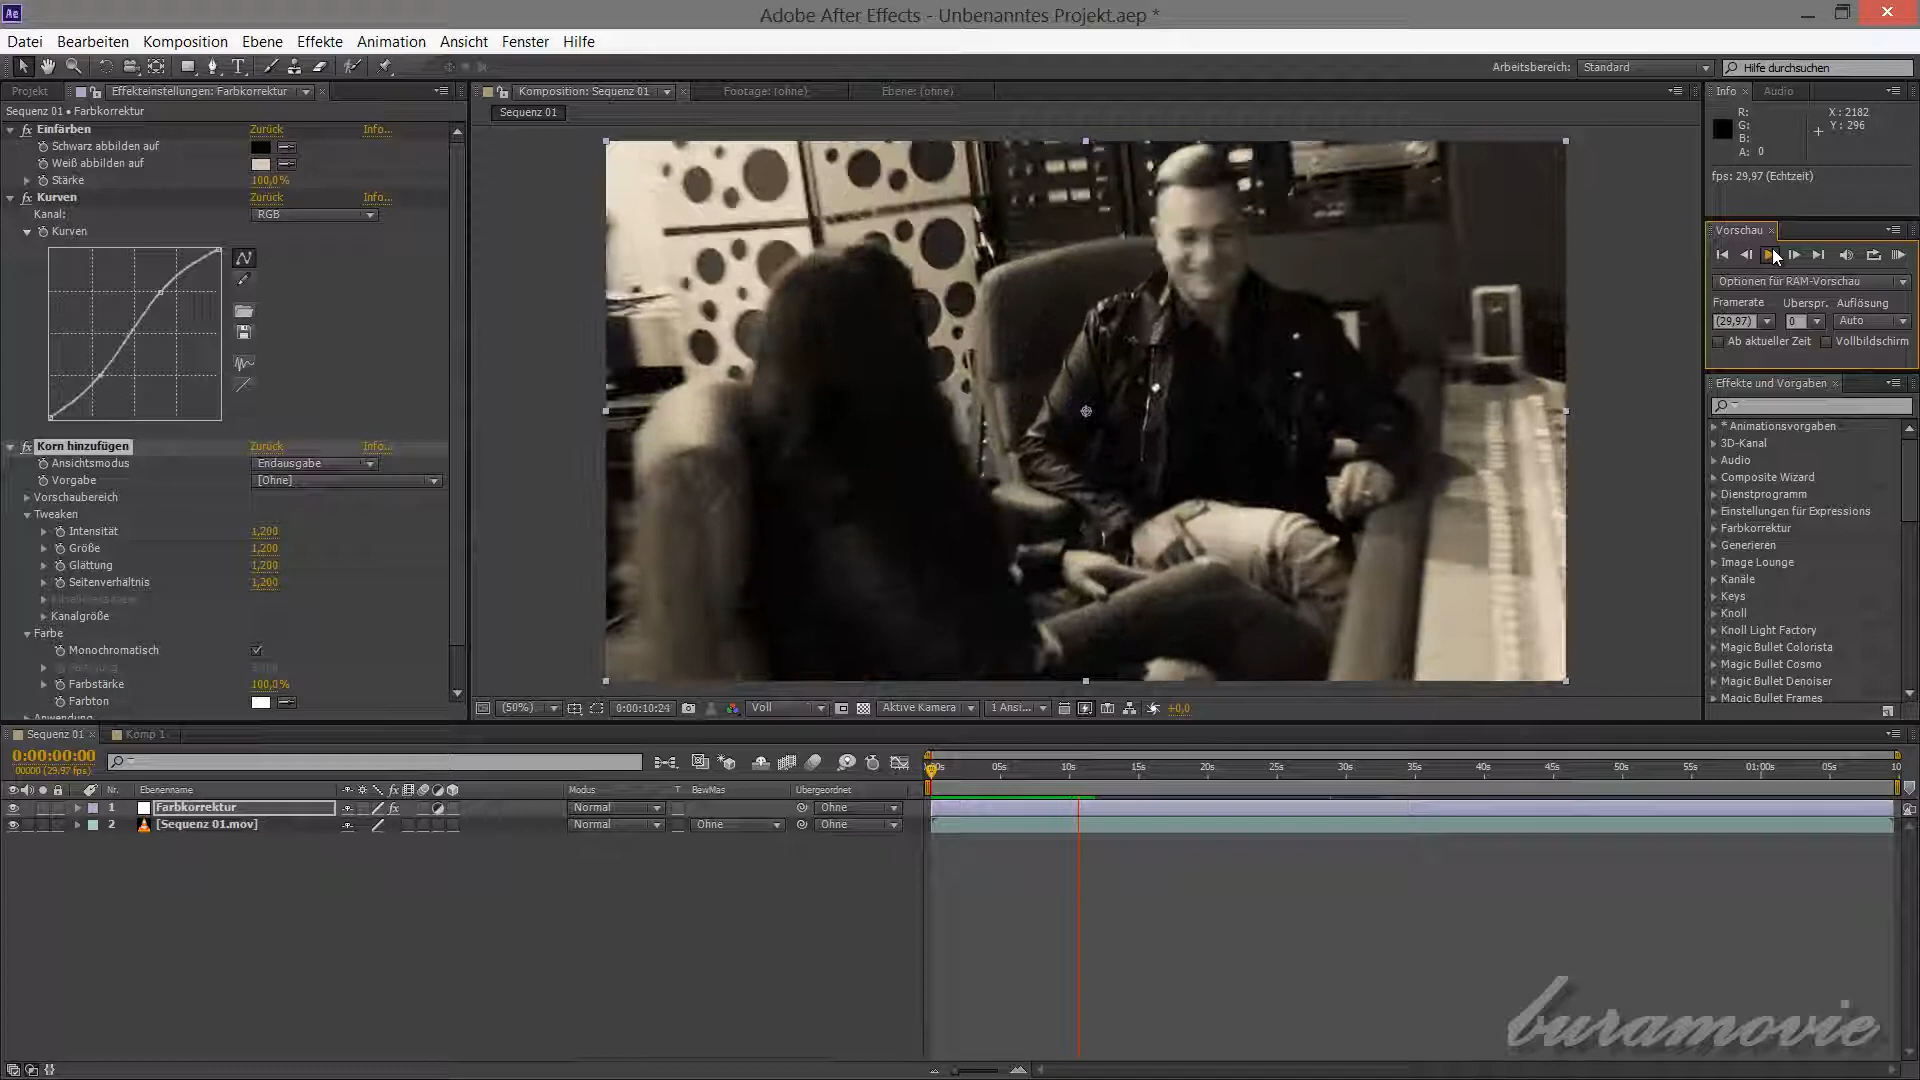 Adobe After Effects - Unbenanntes Projekt.aep *
Datei Bearbeiten Komposition Ebene Effekte Animation Ansicht Fenster Hilfe
Arbeitsbereich: Standard Hilfe durchsuchen
Projekt Effekteinstellungen: Farbkorrektur
Komposition: Sequenz 01 Footage: (ohne) Ebene: (ohne)
Info Audio
Sequenz 01 • Farbkorrektur
Sequenz 01
Einfärben Zurück Info...
Schwarz abbilden auf
Weiß abbilden auf
Stärke 100,0%
Kurven Zurück Info...
Kanal: RGB
Kurven
Korn hinzufügen Zurück Info...
Ansichtsmodus Endausgabe
Vorgabe [Ohne]
Vorschaubereich
Tweaken
Intensität 1,200
Größe 1,200
Glättung 1,200
Seitenverhältnis 1,200
Kanalgröße
Farbe
Monochromatisch
Farbstärke 100,0%
Farbton
Anwendung
(50%) 0:00:10:24 Voll Aktive Kamera 1 Ansi... +0,0
R: X : 2182
G: Y : 296
B:
A: 0
fps: 29,97 (Echtzeit)
Vorschau
Optionen für RAM-Vorschau
Framerate Überspr. Auflösung
(29,97) 0 Auto
Ab aktueller Zeit Vollbildschirm
Effekte und Vorgaben
* Animationsvorgaben
3D-Kanal
Audio
Composite Wizard
Dienstprogramm
Einstellungen für Expressions
Farbkorrektur
Generieren
Image Lounge
Kanäle
Keys
Knoll
Knoll Light Factory
Magic Bullet Colorista
Magic Bullet Cosmo
Magic Bullet Denoiser
Magic Bullet Frames
Sequenz 01 Komp 1
0:00:00:00
00000 (29,97 fps)
05s 10s 15s 20s 25s 30s 35s 40s 45s 50s 55s 01:00s 05s 10
Nr. Ebenenname Modus T BewMas Übergeordnet
1 Farbkorrektur Normal Ohne
2 [Sequenz 01.mov] Normal Ohne Ohne
buramovie